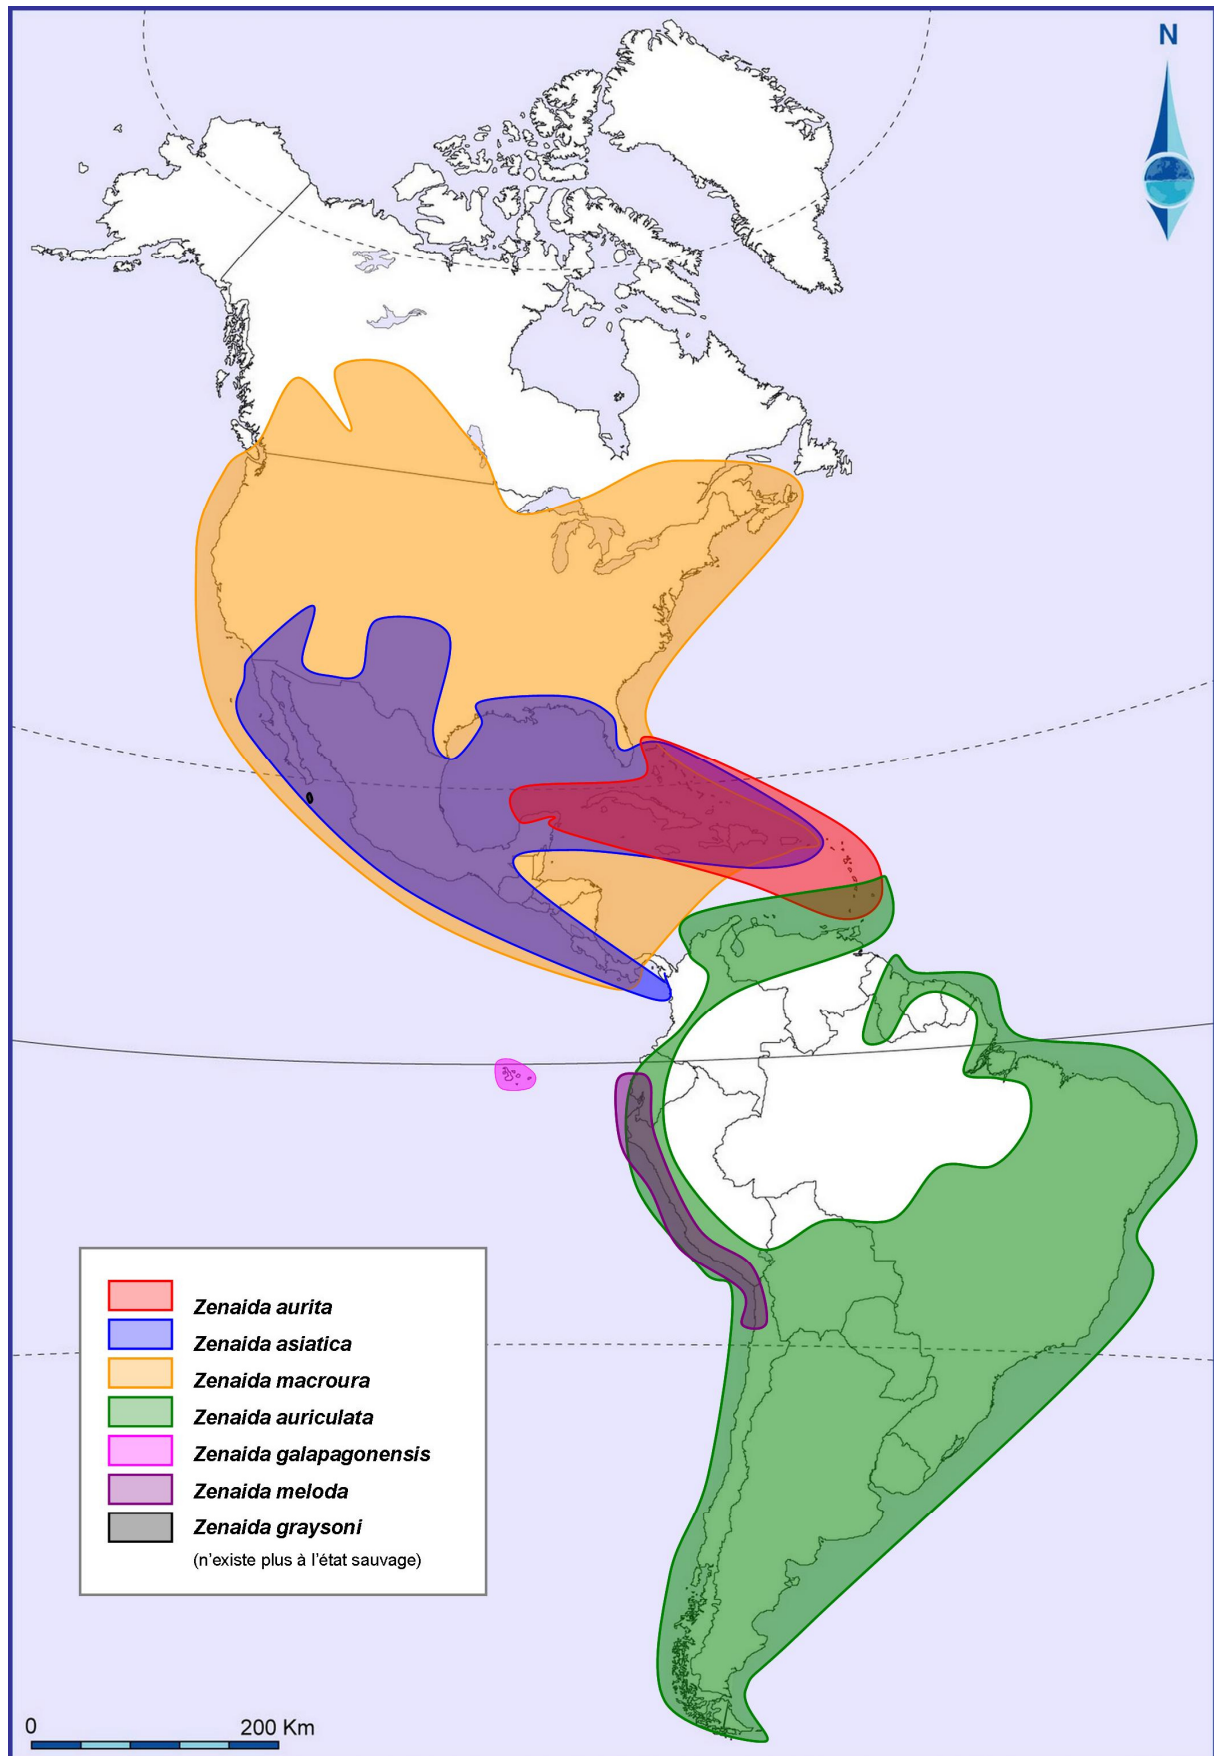 N
Zenaida aurita
Zenaida asiatica
Zenaida macroura
Zenaida auriculata
Zenaida galapagonensis
Zenaida meloda
Zenaida graysoni
(n'existe plus à l'état sauvage)
0 200 Km